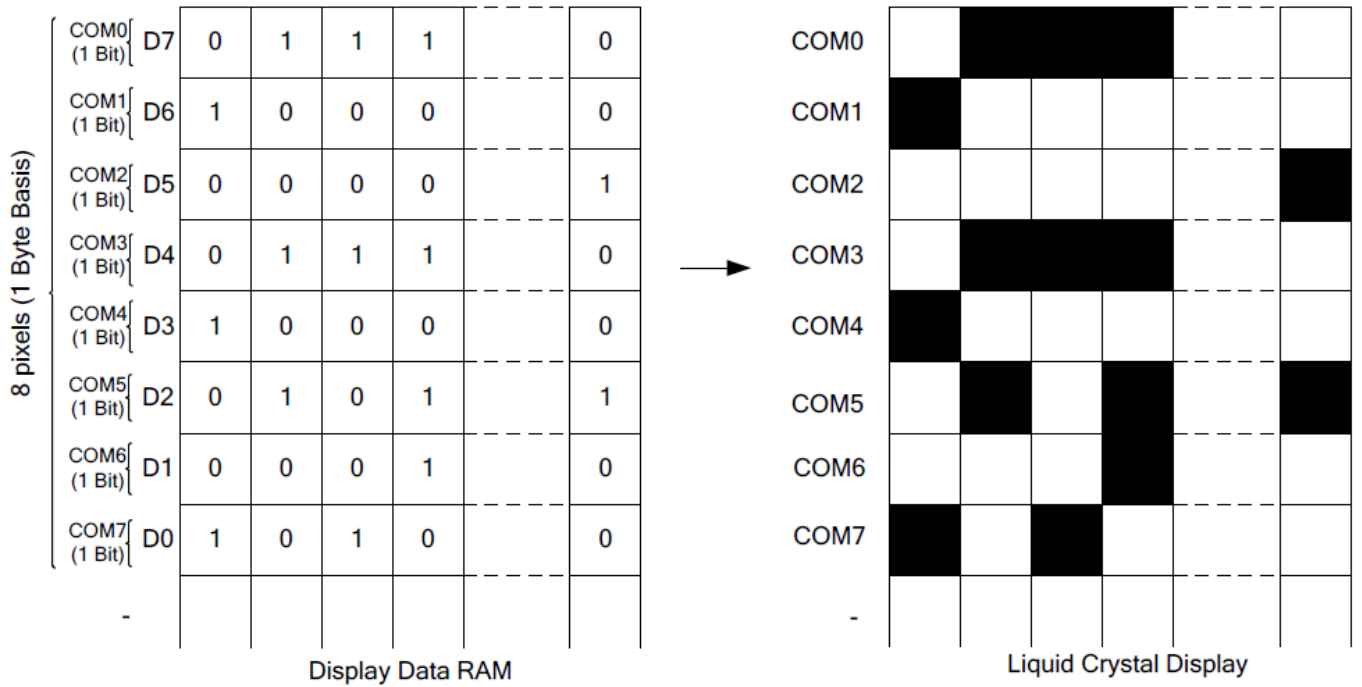 8 pixels (1 Byte Basis)
COM0 (1 Bit) D7 0 1 1 1 0
COM1 (1 Bit) D6 1 0 0 0 0
COM2 (1 Bit) D5 0 0 0 0 1
COM3 (1 Bit) D4 0 1 1 1 0
COM4 (1 Bit) D3 1 0 0 0 0
COM5 (1 Bit) D2 0 1 0 1 1
COM6 (1 Bit) D1 0 0 0 1 0
COM7 (1 Bit) D0 1 0 1 0 0
-
Display Data RAM
COM0
COM1
COM2
COM3
COM4
COM5
COM6
COM7
-
Liquid Crystal Display